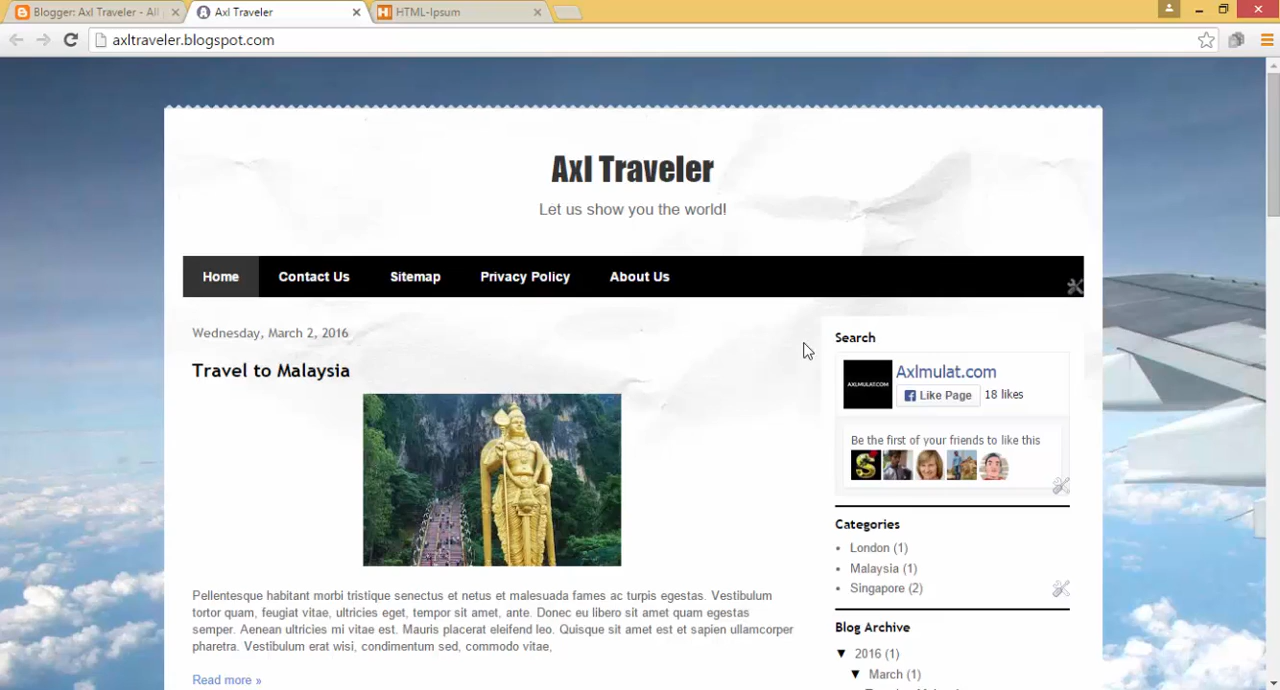 Blogger: Axl Traveler - All
Axl Traveler
HTML-Ipsum
axltraveler.blogspot.com
Axl Traveler
Let us show you the world!
Home
Contact Us
Sitemap
Privacy Policy
About Us
Wednesday, March 2, 2016
Travel to Malaysia
Pellentesque habitant morbi tristique senectus et netus et malesuada fames ac turpis egestas. Vestibulum
tortor quam, feugiat vitae, ultricies eget, tempor sit amet, ante. Donec eu libero sit amet quam egestas
semper. Aenean ultricies mi vitae est. Mauris placerat eleifend leo. Quisque sit amet est et sapien ullamcorper
pharetra. Vestibulum erat wisi, condimentum sed, commodo vitae,
Read more »
Search
AXLMULAT.COM
Axlmulat.com
Like Page
18 likes
Be the first of your friends to like this
Categories
London (1)
Malaysia (1)
Singapore (2)
Blog Archive
2016 (1)
March (1)